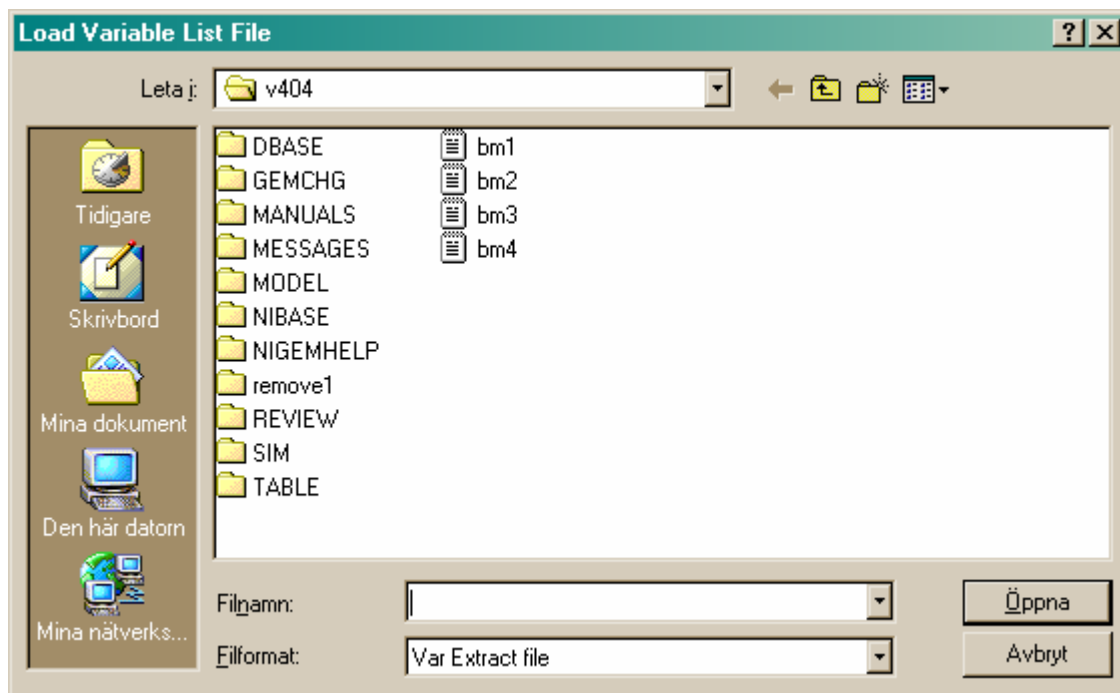 Load Variable List File
Leta i: v404
Tidigare
Skrivbord
Mina dokument
Den här datorn
Mina nätverks...
DBASE
GEMCHG
MANUALS
MESSAGES
MODEL
NIBASE
NIGEMHELP
remove1
REVIEW
SIM
TABLE
bm1
bm2
bm3
bm4
Filnamn:
Öppna
Filformat: Var Extract file
Avbryt